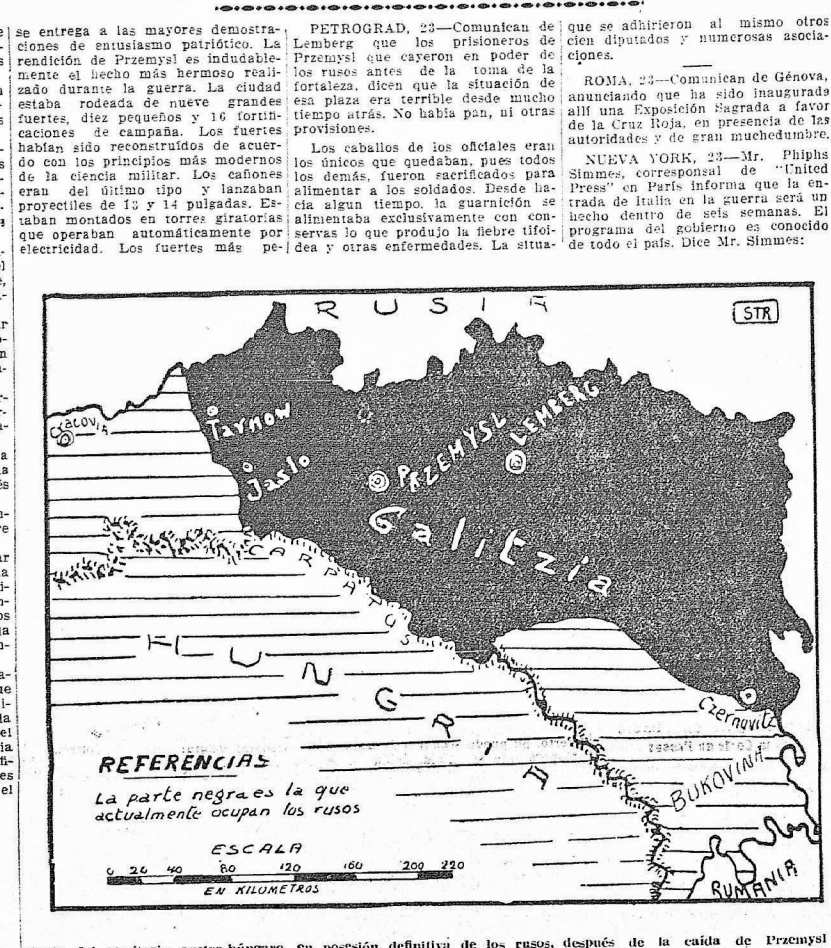 se entrega a las mayores demostra-
ciones de entusiasmo patriótico. La
rendición de Przemysl es indudable-
mente el hecho más hermoso reali-
zado durante la guerra. La ciudad
estaba rodeada de nueve grandes
fuertes, diez pequeños y 16 fortifi-
caciones de campaña. Los fuertes
habían sido reconstruídos de acuer-
do con los principios más modernos
de la ciencia militar. Los cañones
eran del último tipo y lanzaban
proyectiles de 13 y 14 pulgadas. Es-
taban montados en torres giratorias
que operaban automáticamente por
electricidad. Los fuertes más pe-
PETROGRAD, 23—Comunican de
Lemberg que los prisioneros de
Przemysl que cayeron en poder de
los rusos antes de la toma de la
fortaleza, dicen que la situación de
esa plaza era terrible desde mucho
tiempo atrás. No había pan, ni otras
provisiones.
Los caballos de los oficiales eran
los únicos que quedaban, pues todos
los demás, fueron sacrificados para
alimentar a los soldados. Desde ha-
cía algun tiempo, la guarnición se
alimentaba exclusivamente con con-
servas lo que produjo la fiebre tifoi-
dea y otras enfermedades. La situa-
que se adhirieron al mismo otros
cien diputados y numerosas asocia-
ciones.
ROMA, 23—Comunican de Génova,
anunciando que ha sido inaugurada
allí una Exposición Sagrada a favor
de la Cruz Roja, en presencia de las
autoridades y de gran muchedumbre.
NUEVA YORK, 23—Mr. Phiphs
Simmes, corresponsal de "United
Press" en París informa que la en-
trada de Italia en la guerra será un
hecho dentro de seis semanas. El
programa del gobierno es conocido
de todo el país. Dice Mr. Simmes:
RUSIA
STR
Cracovia
Tarnow
Jaslo
PRZEMYSL
LEMBERG
Galitzia
CARPATUS
HUNGRIA
Czernovitz
BUKOVINA
RUMANIA
REFERENCIAS
La parte negra es la que
actualmente ocupan los rusos
ESCALA
0 20 40 80 120 160 200 220
EN KILOMETROS
en posesión definitiva de los rusos, después de la caída de Przemysl